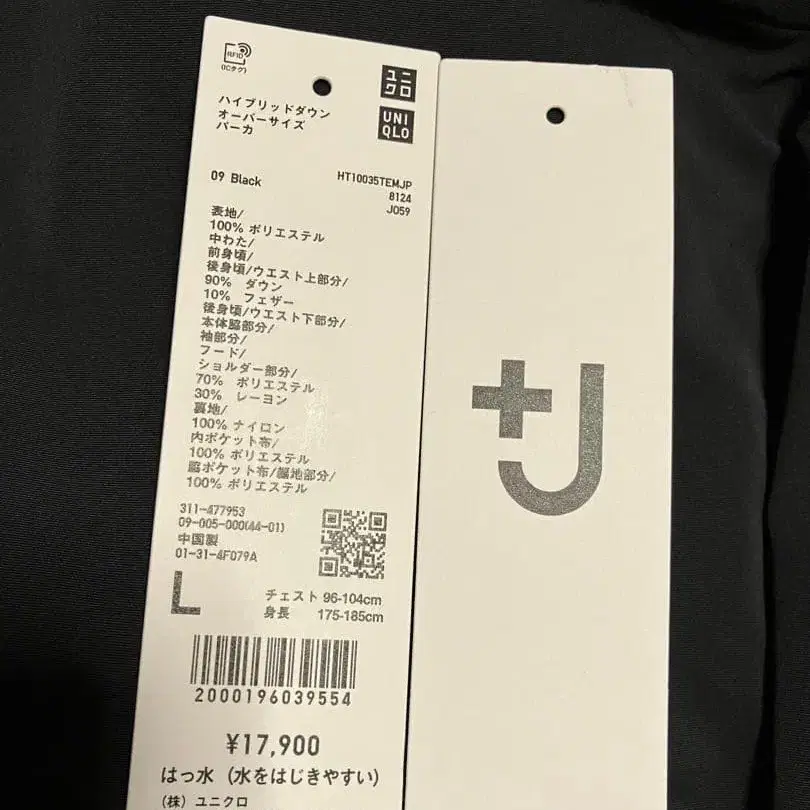 RFID
(ICタグ)
ユニ
クロ
UNI
QLO
ハイブリッドダウン
オーバーサイズ
パーカ
09 Black
HT10035TEMJP
8124
J059
表地/
100% ポリエステル
中わた/
前身頃/
後身頃/ウエスト上部分/
90% ダウン
10% フェザー
後身頃/ウエスト下部分/
本体脇部分/
袖部分/
フード/
ショルダー部分/
70% ポリエステル
30% レーヨン
裏地/
100% ナイロン
内ポケット布/
100% ポリエステル
脇ポケット布/編地部分/
100% ポリエステル
311-477953
09-005-000(44-01)
中国製
01-31-4F079A
L
チェスト 96-104cm
身長 175-185cm
2000196039554
¥17,900
はっ水(水をはじきやすい)
(株)ユニクロ
+J